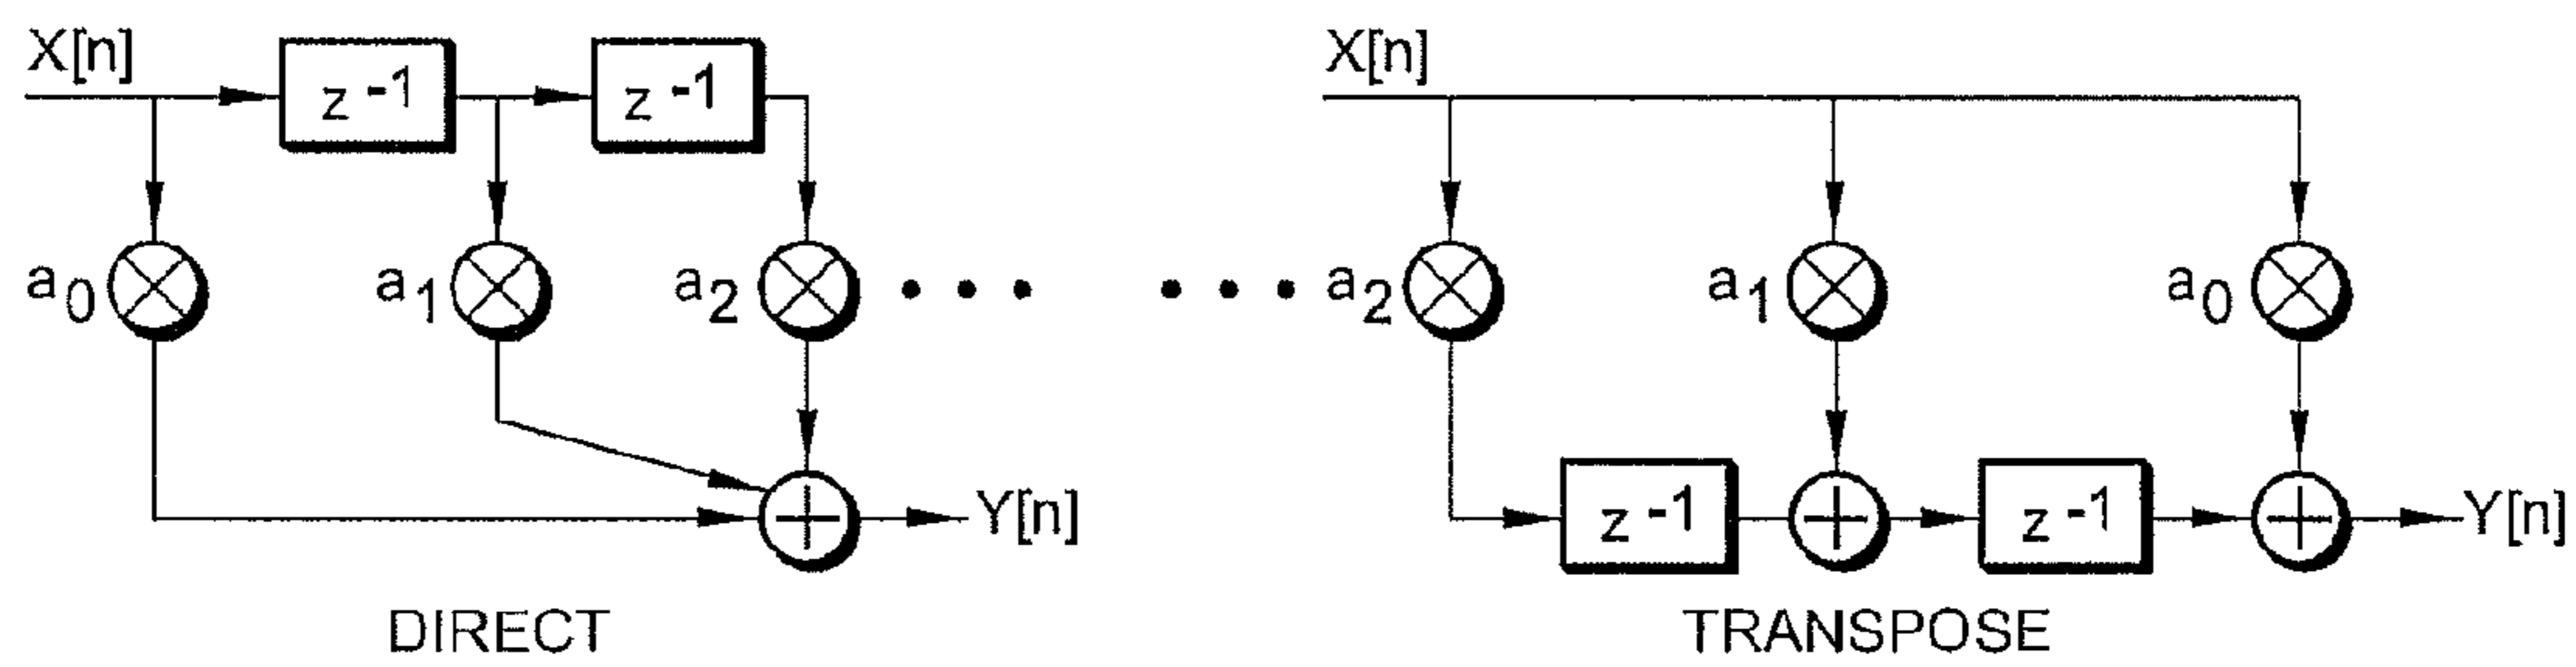 X[n]
z⁻¹
z⁻¹
a₀
a₁
a₂
Y[n]
DIRECT
X[n]
a₂
a₁
a₀
z⁻¹
z⁻¹
Y[n]
TRANSPOSE